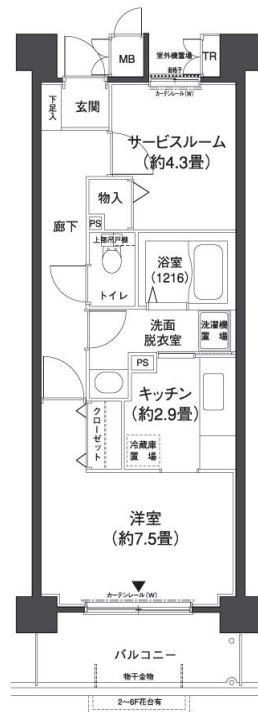 MB
室外機置場
TR
面格子
カーテンレール(W)
下足入
玄関
サービスルーム
(約4.3畳)
物入
廊下
PS
上部吊戸棚
浴室
(1216)
トイレ
洗面
脱衣室
洗濯機
置場
PS
キッチン
(約2.9畳)
クローゼット
冷蔵庫
置場
洋室
(約7.5畳)
カーテンレール(W)
バルコニー
物干金物
2〜6F花台有